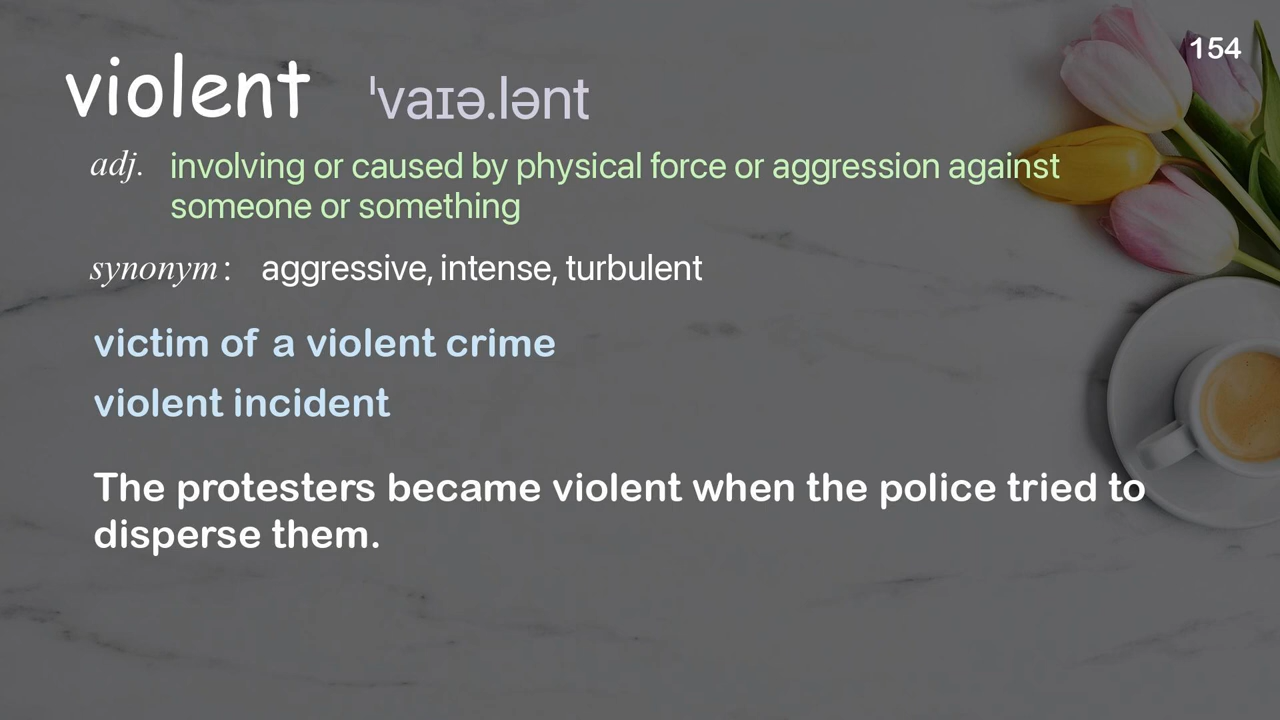 154
violent ˈvaɪə.lənt
adj. involving or caused by physical force or aggression against
someone or something
synonym: aggressive, intense, turbulent
victim of a violent crime
violent incident
The protesters became violent when the police tried to
disperse them.